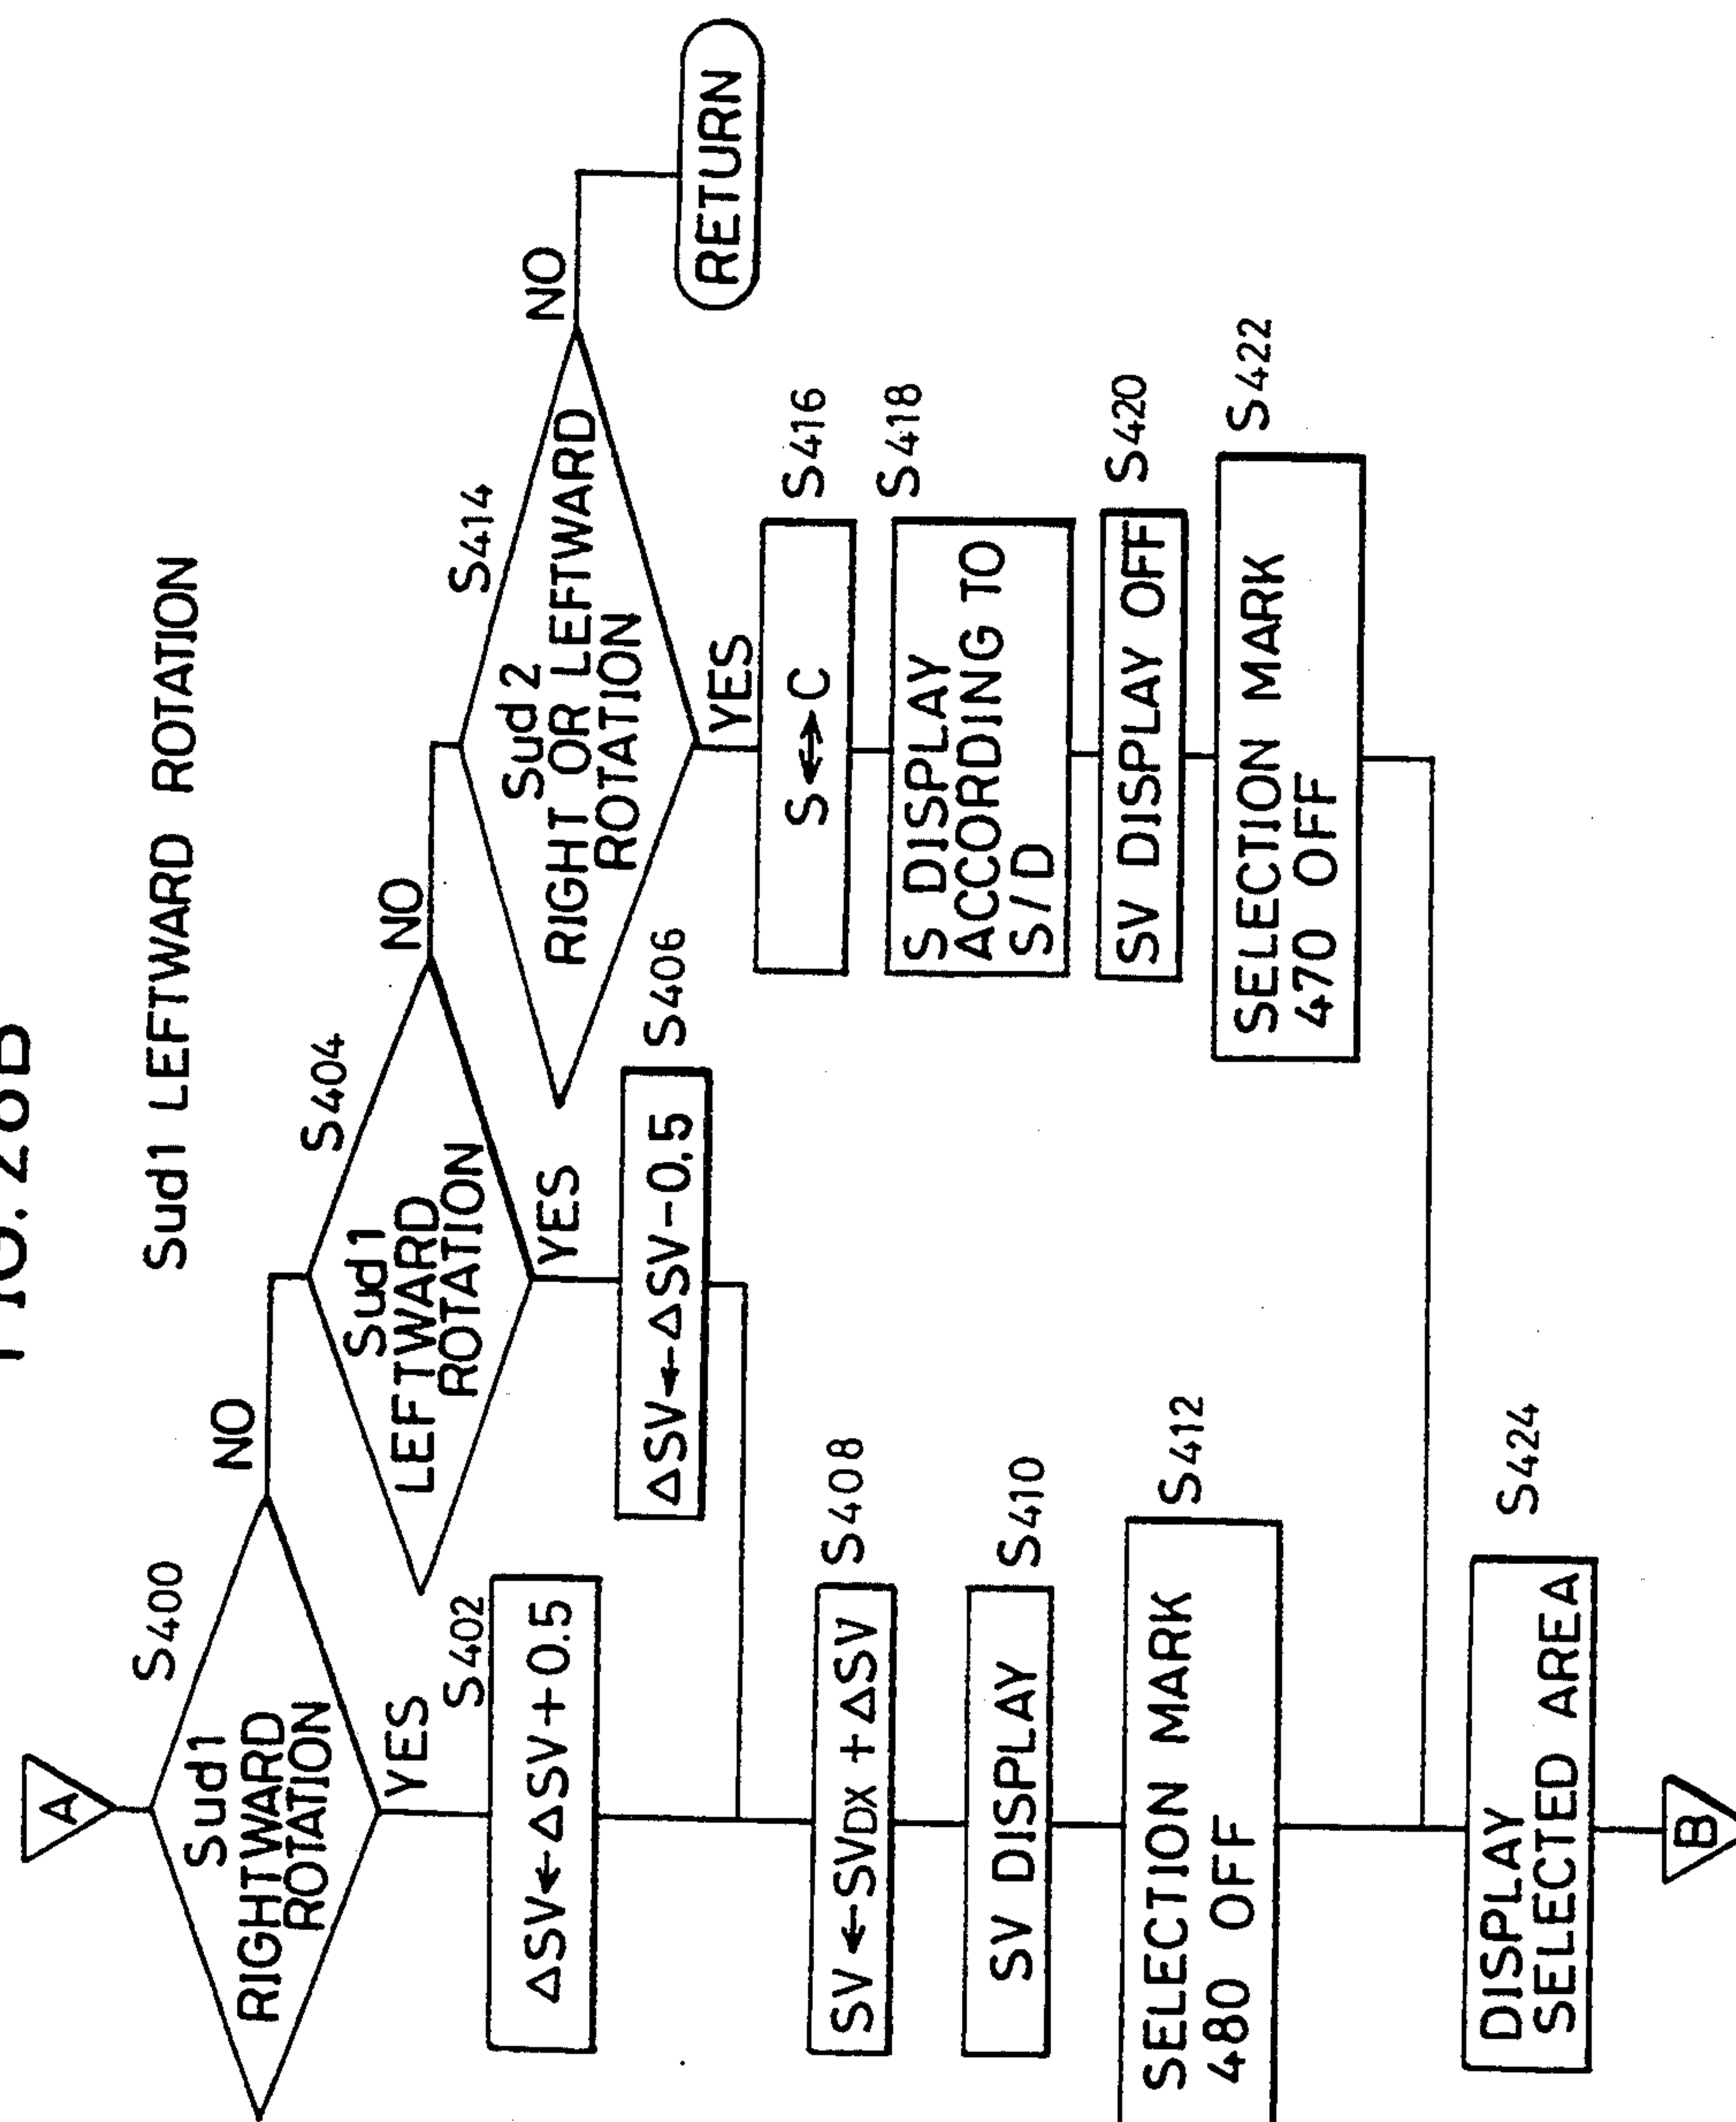 FIG. 28B
Sud1 LEFTWARD ROTATION
A
S400
Sud1
RIGHTWARD
ROTATION
NO
YES
S402
ΔSV←ΔSV+0.5
S404
Sud1
LEFTWARD
ROTATION
NO
YES
S406
ΔSV←ΔSV-0.5
S408
SV←SVDX+ΔSV
S410
SV DISPLAY
S412
SELECTION MARK
480 OFF
S414
Sud2
RIGHT OR LEFTWARD
ROTATION
NO
RETURN
YES
S416
S↔C
S418
S DISPLAY
ACCORDING TO
S/D
S420
SV DISPLAY OFF
S422
SELECTION MARK
470 OFF
S424
DISPLAY
SELECTED AREA
B